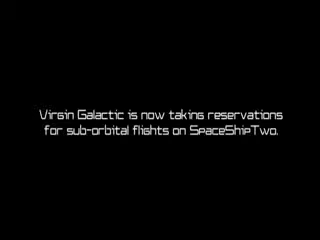 Virgin Galactic is now taking reservations
for sub-orbital flights on SpaceShipTwo.